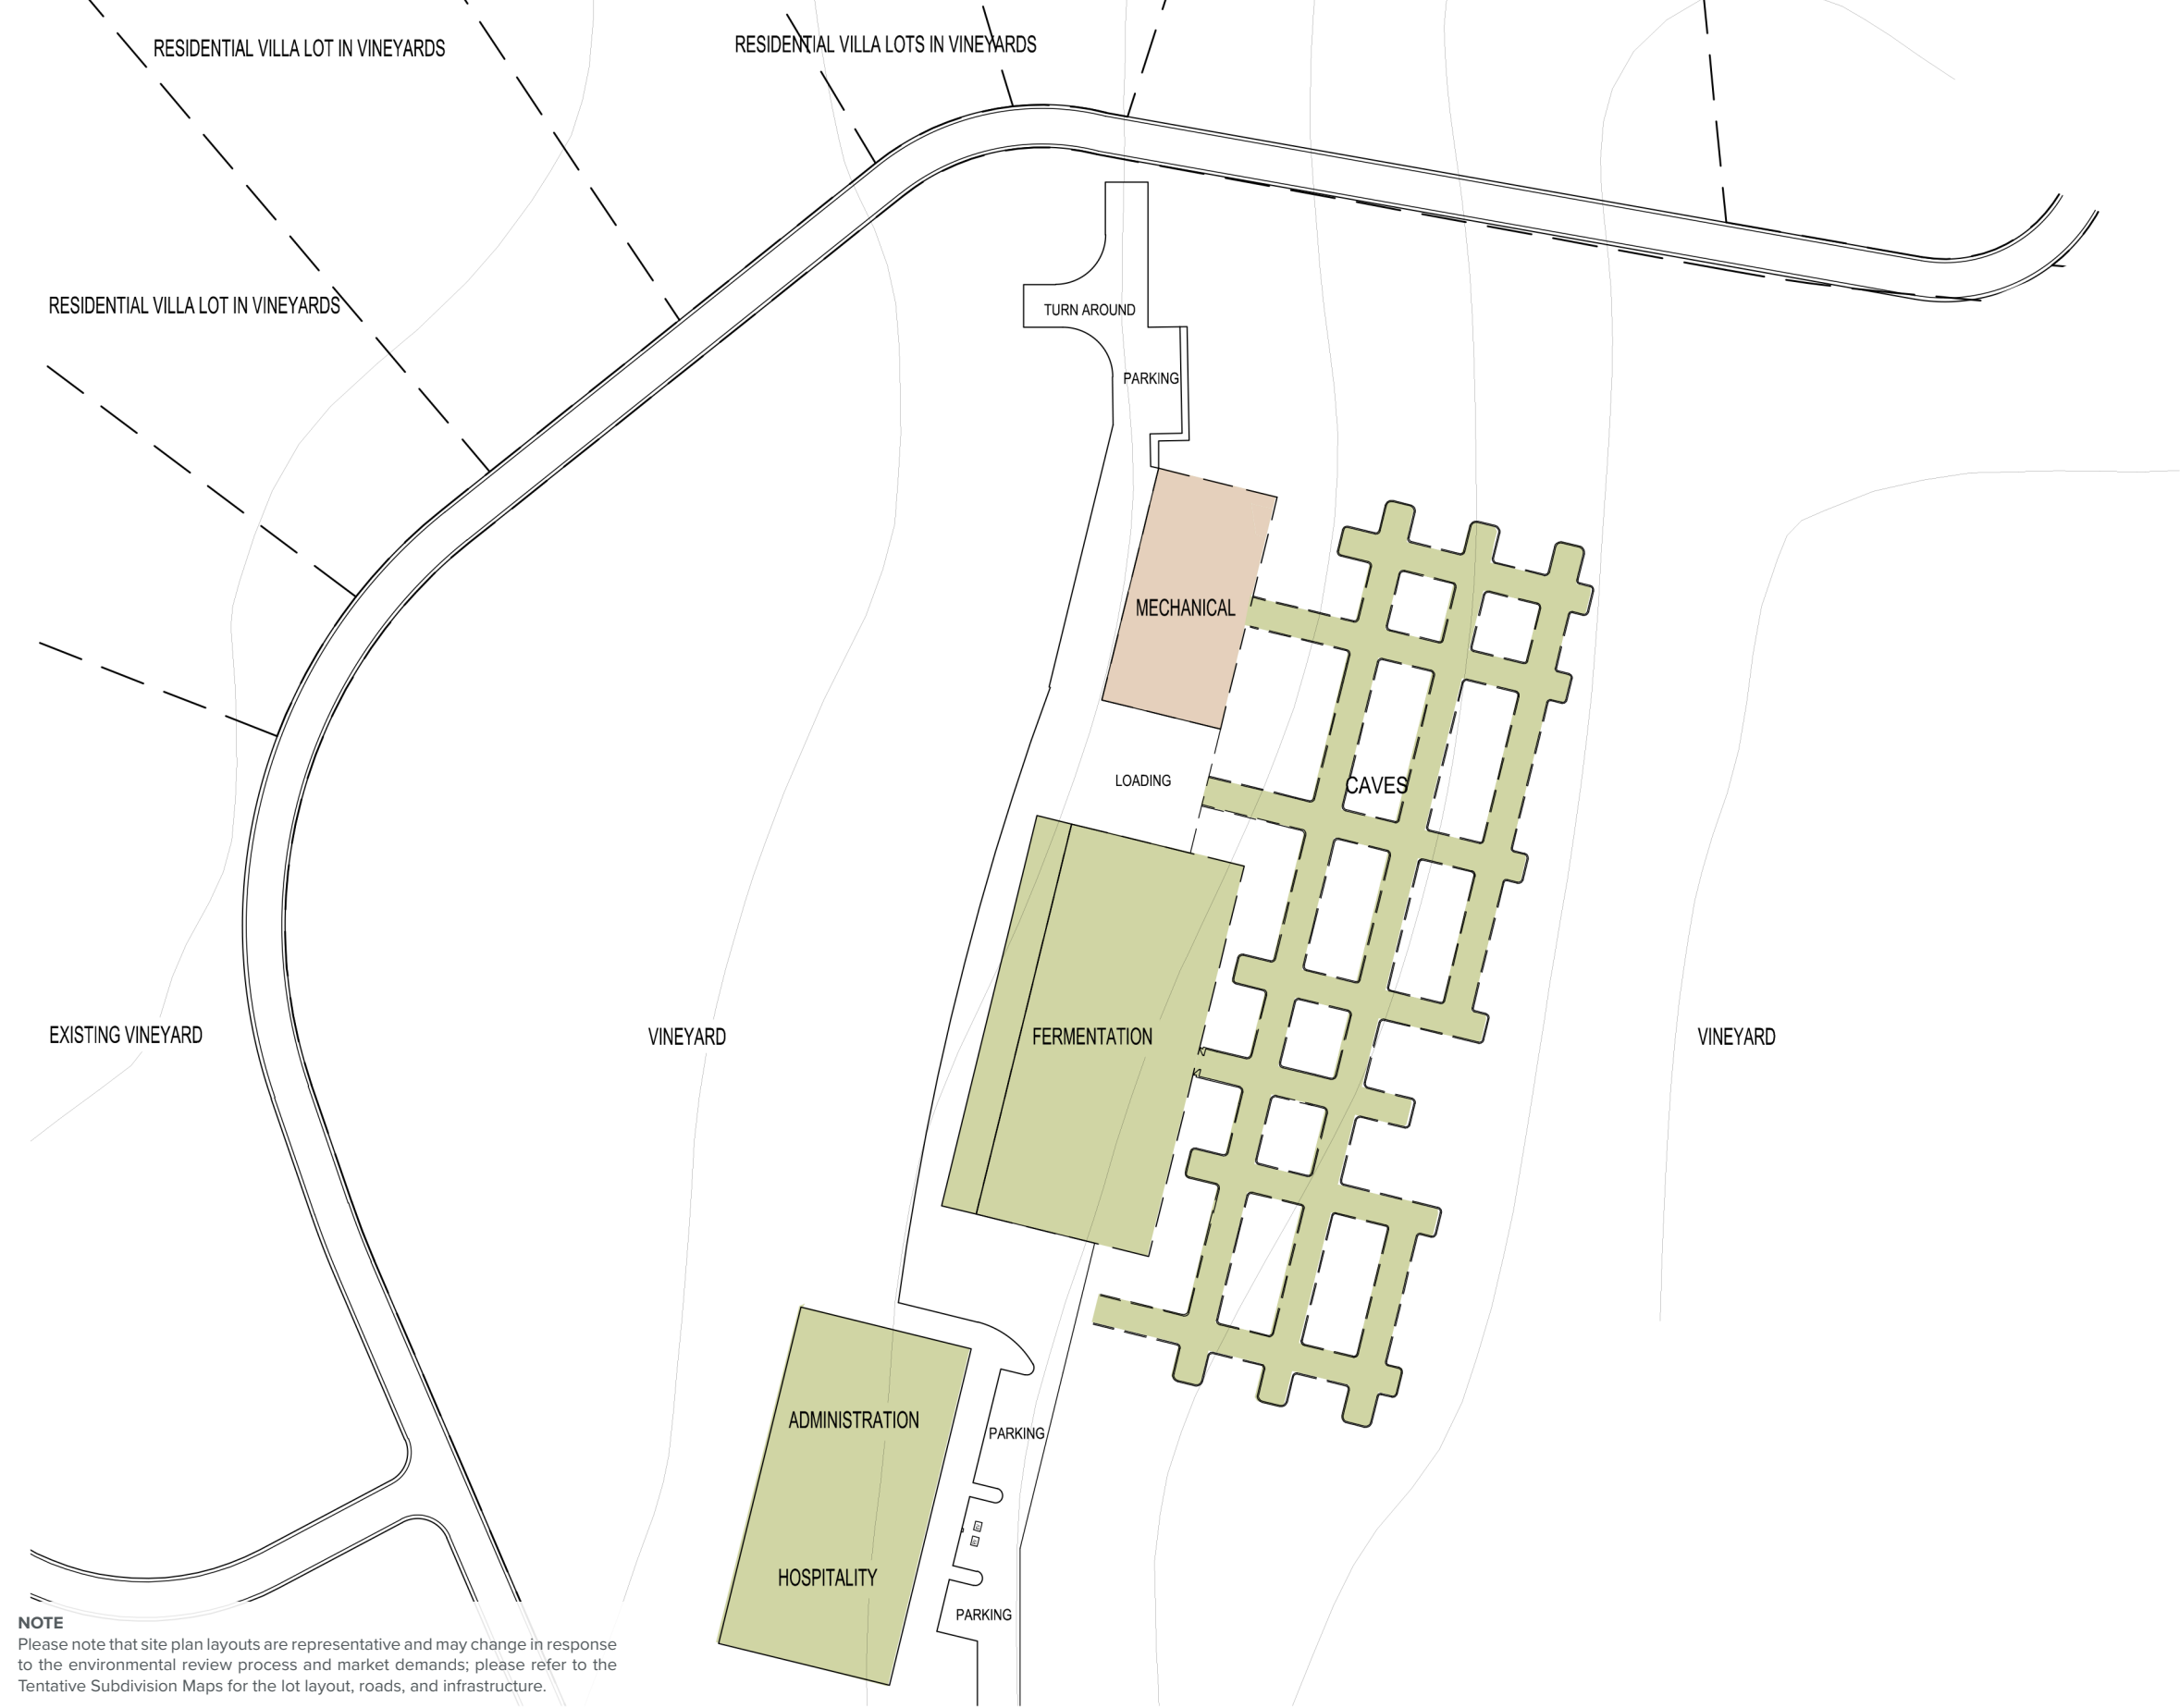 RESIDENTIAL VILLA LOT IN VINEYARDS
RESIDENTIAL VILLA LOTS IN VINEYARDS
RESIDENTIAL VILLA LOT IN VINEYARDS
TURN AROUND
PARKING
MECHANICAL
LOADING
CAVES
EXISTING VINEYARD
VINEYARD
FERMENTATION
VINEYARD
ADMINISTRATION
PARKING
HOSPITALITY
PARKING
NOTE
Please note that site plan layouts are representative and may change in response
to the environmental review process and market demands; please refer to the
Tentative Subdivision Maps for the lot layout, roads, and infrastructure.